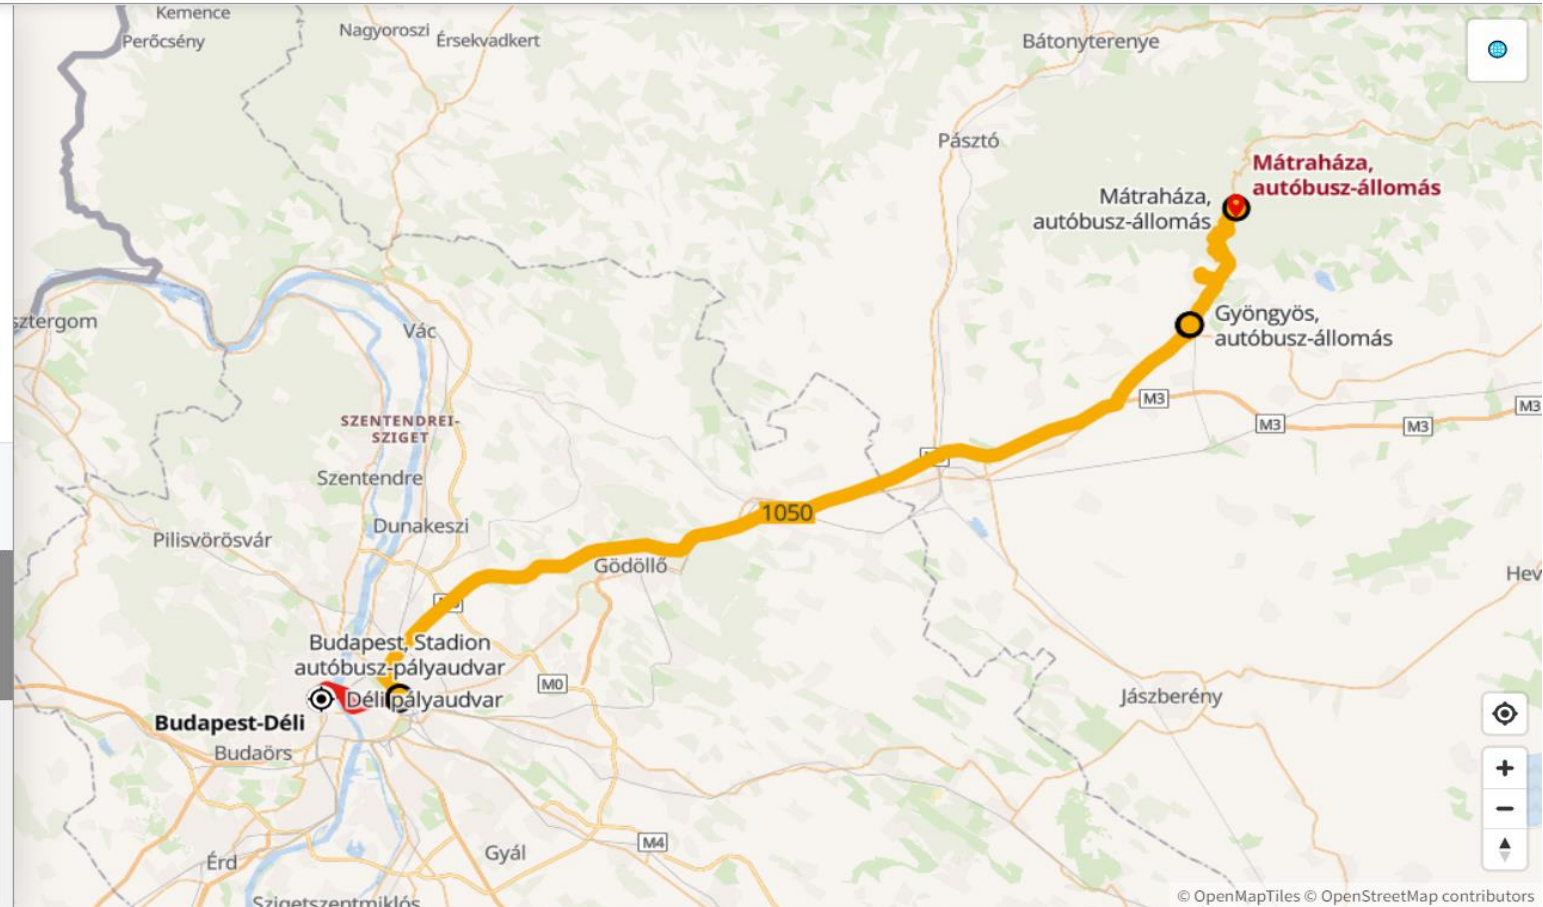 Kemence
Perőcsény
Nagyoroszi
Érsekvadkert
Bátonyterenye
Pásztó
Mátraháza,
autóbusz-állomás
Mátraháza,
autóbusz-állomás
Gyöngyös,
autóbusz-állomás
sztergom
Vác
M3
M3
M3
M3
SZENTENDREI-
SZIGET
Szentendre
1050
Dunakeszi
Pilisvörösvár
Gödöllő
Hev
Budapest, Stadion
autóbusz-pályaudvar
Déli pályaudvar
M0
Jászberény
Budapest-Déli
Budaörs
M4
Gyál
Érd
Szigetszentmiklós
© OpenMapTiles © OpenStreetMap contributors